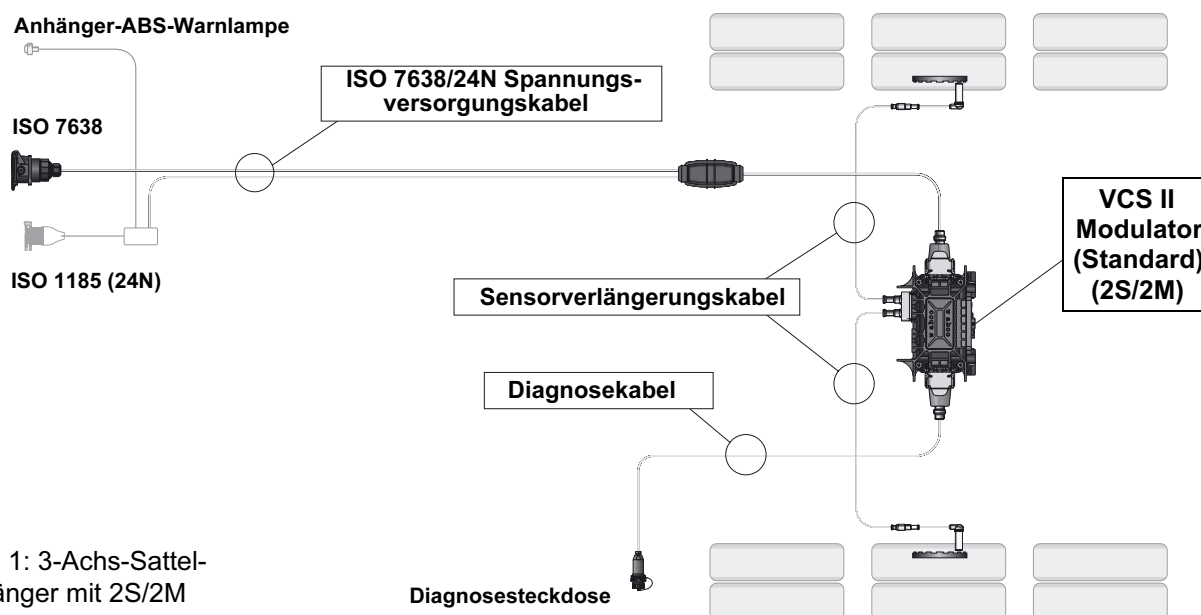 Anhänger-ABS-Warnlampe
ISO 7638/24N Spannungs-
versorgungskabel
ISO 7638
VCS II
Modulator
(Standard)
(2S/2M)
ISO 1185 (24N)
Sensorverlängerungskabel
Diagnosekabel
1: 3-Achs-Sattel-
änger mit 2S/2M
Diagnosesteckdose